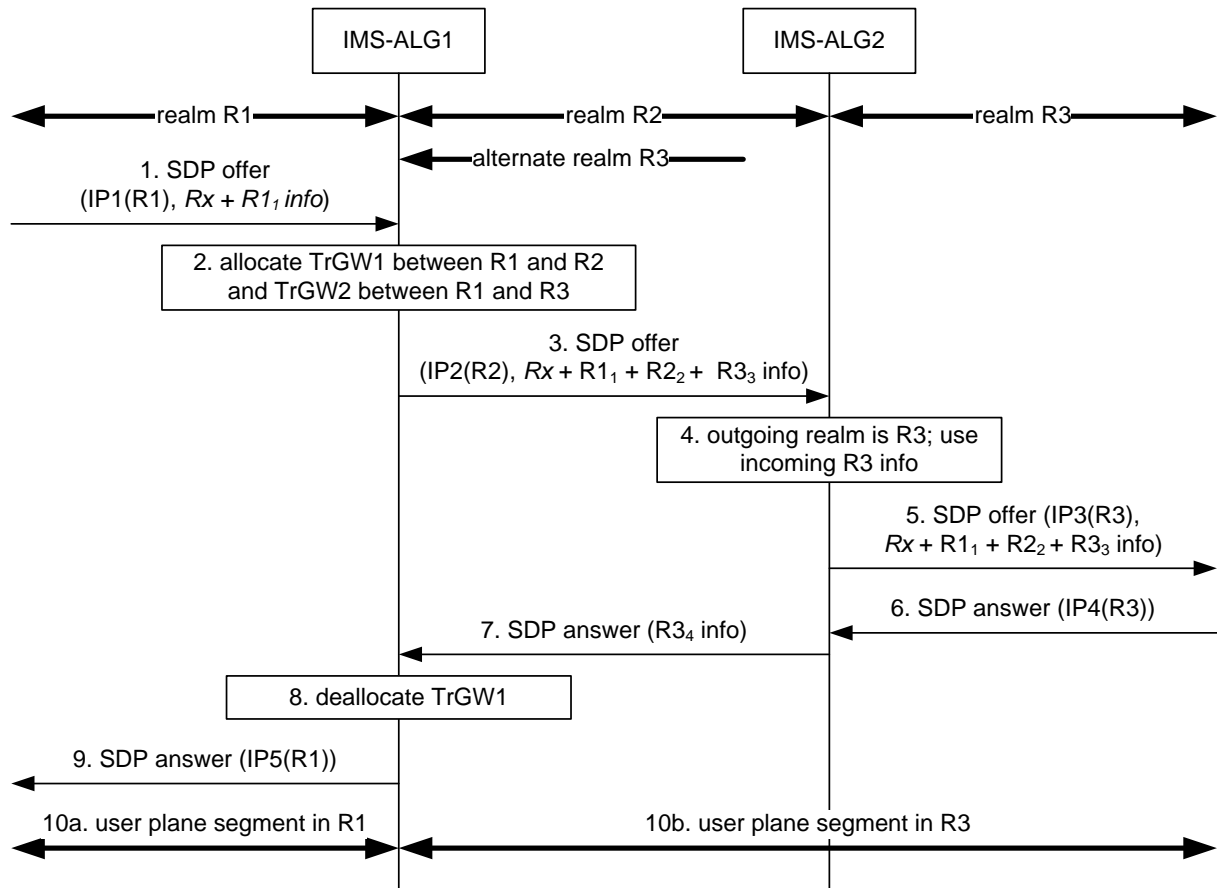 IMS-ALG1
IMS-ALG2
realm R1
realm R2
realm R3
alternate realm R3
1. SDP offer
(IP1(R1), Rx + R1₁ info)
2. allocate TrGW1 between R1 and R2
and TrGW2 between R1 and R3
3. SDP offer
(IP2(R2), Rx + R1₁ + R2₂ + R3₃ info)
4. outgoing realm is R3; use
incoming R3 info
5. SDP offer (IP3(R3),
Rx + R1₁ + R2₂ + R3₃ info)
6. SDP answer (IP4(R3))
7. SDP answer (R3₄ info)
8. deallocate TrGW1
9. SDP answer (IP5(R1))
10a. user plane segment in R1
10b. user plane segment in R3